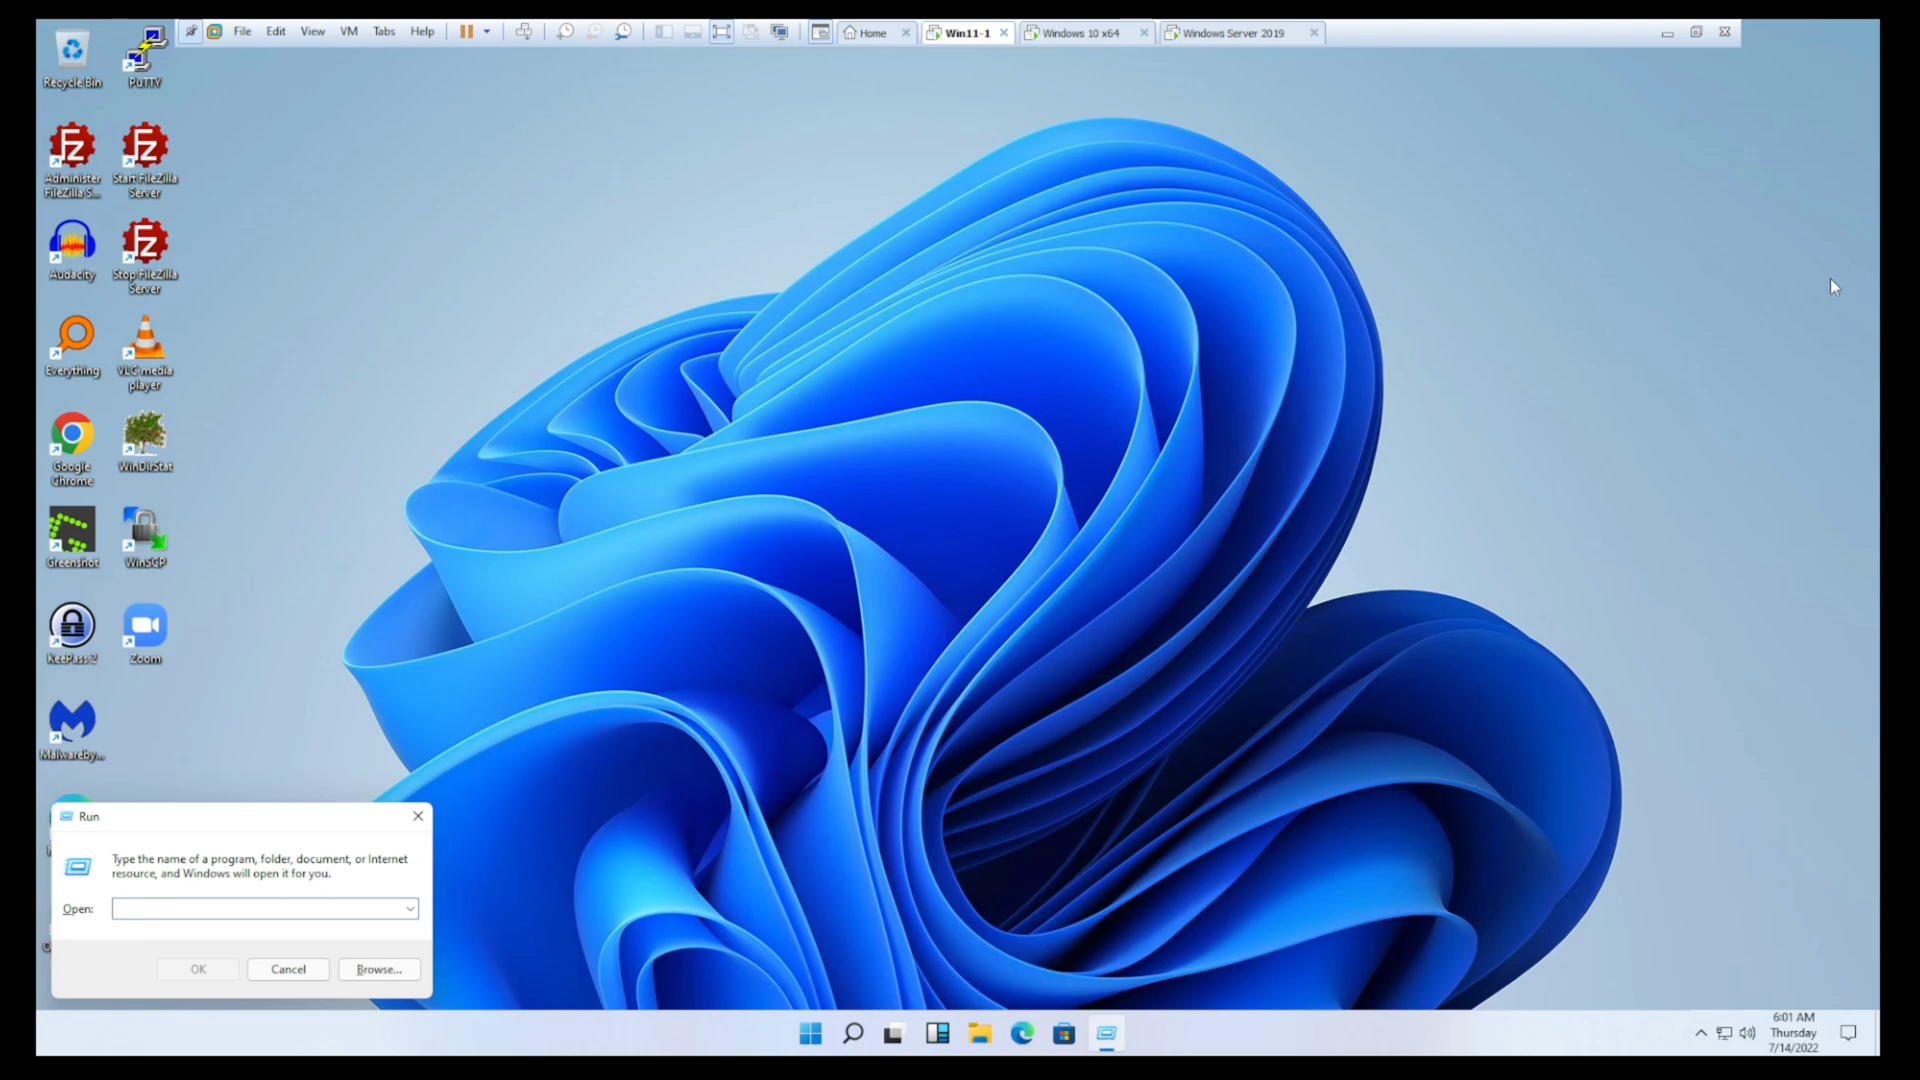 File Edit View VM Tabs Help
Home
Win11-1
Windows 10 x64
Windows Server 2019
Recycle Bin
PuTTY
Administer
FileZilla S...
Start FileZilla
Server
Audacity
Stop FileZilla
Server
Everything
VLC media
player
Google
Chrome
WinDirStat
Greenshot
WinSCP
KeePass 2
Zoom
Malwareby...
Run
Type the name of a program, folder, document, or Internet
resource, and Windows will open it for you.
Open:
OK
Cancel
Browse...
6:01 AM
Thursday
7/14/2022